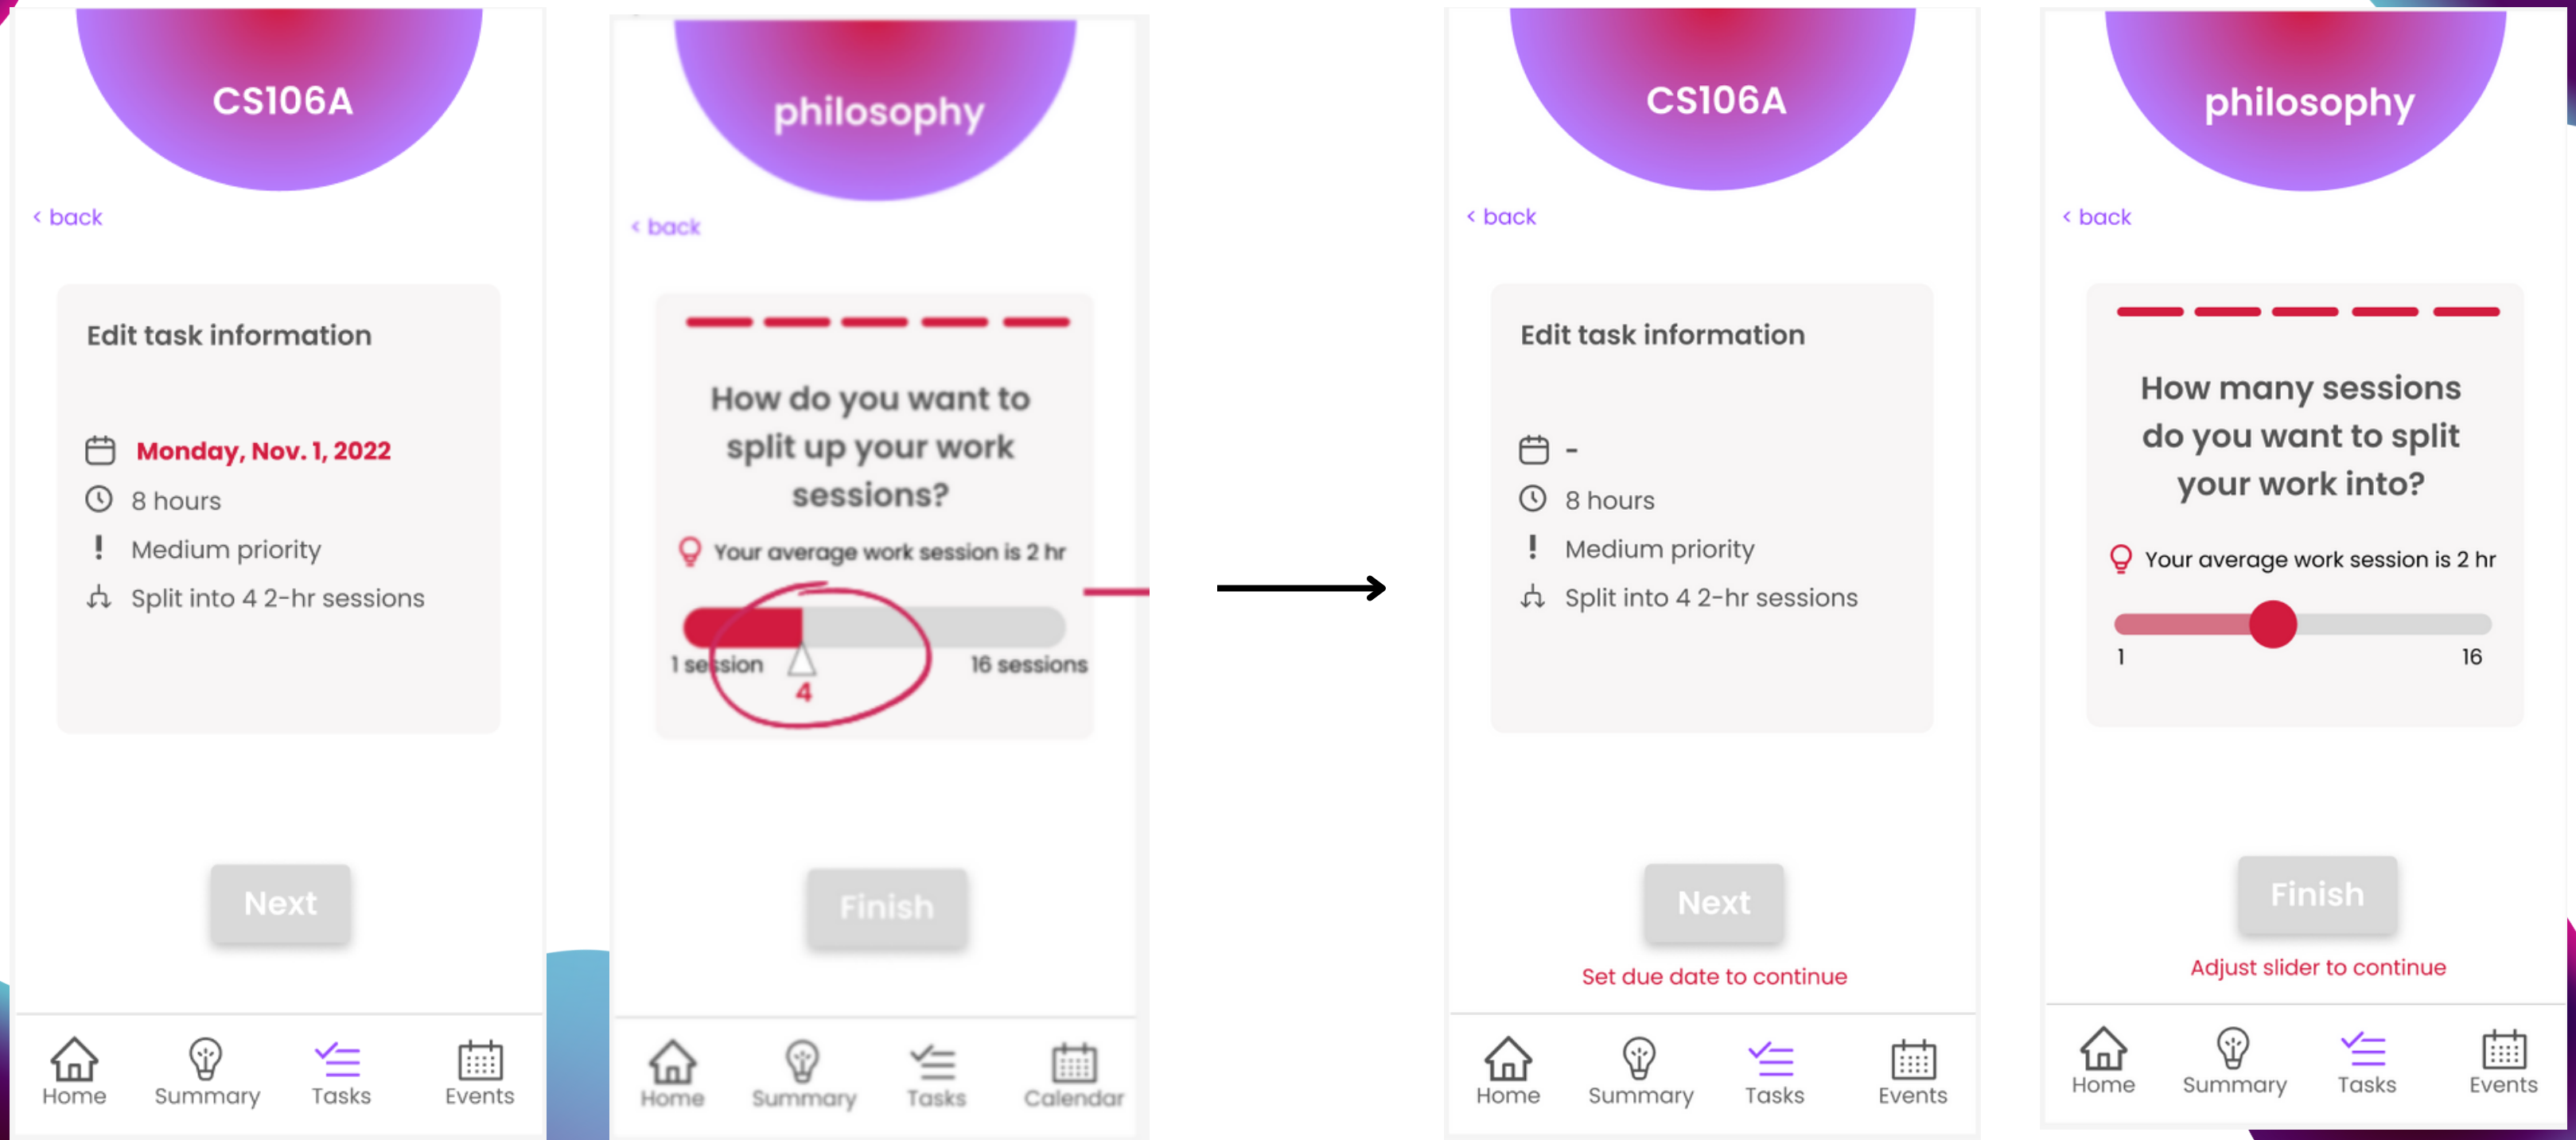 CS106A
< back
Edit task information
Monday, Nov. 1, 2022
8 hours
! Medium priority
Split into 4 2-hr sessions
Next
Home Summary Tasks Events
philosophy
< back
How do you want to
split up your work
sessions?
Your average work session is 2 hr
1 session 16 sessions
4
Finish
Home Summary Tasks Calendar
CS106A
< back
Edit task information
-
8 hours
! Medium priority
Split into 4 2-hr sessions
Next
Set due date to continue
Home Summary Tasks Events
philosophy
< back
How many sessions
do you want to split
your work into?
Your average work session is 2 hr
1 16
Finish
Adjust slider to continue
Home Summary Tasks Events